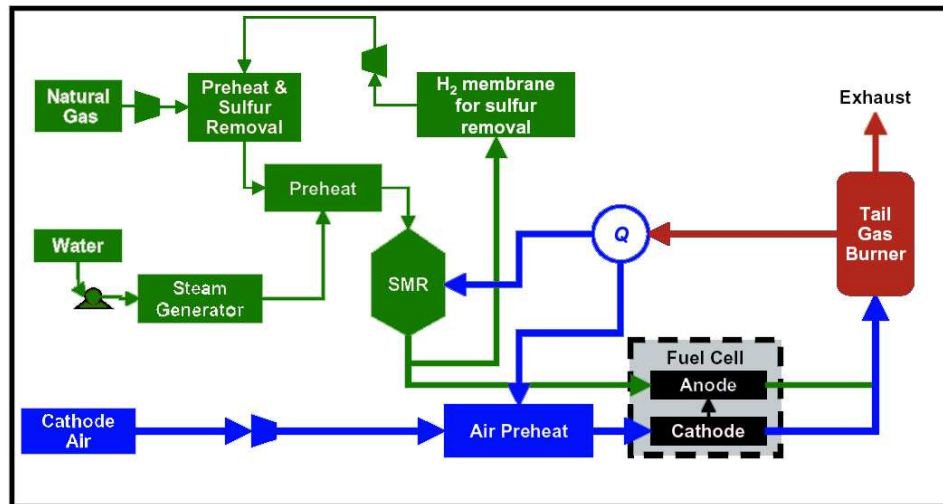 Natural
Gas
Preheat &
Sulfur
Removal
H₂ membrane
for sulfur
removal
Exhaust
Preheat
Tail
Gas
Burner
Q
Water
SMR
Steam
Generator
Fuel Cell
Anode
Cathode
Air
Air Preheat
Cathode